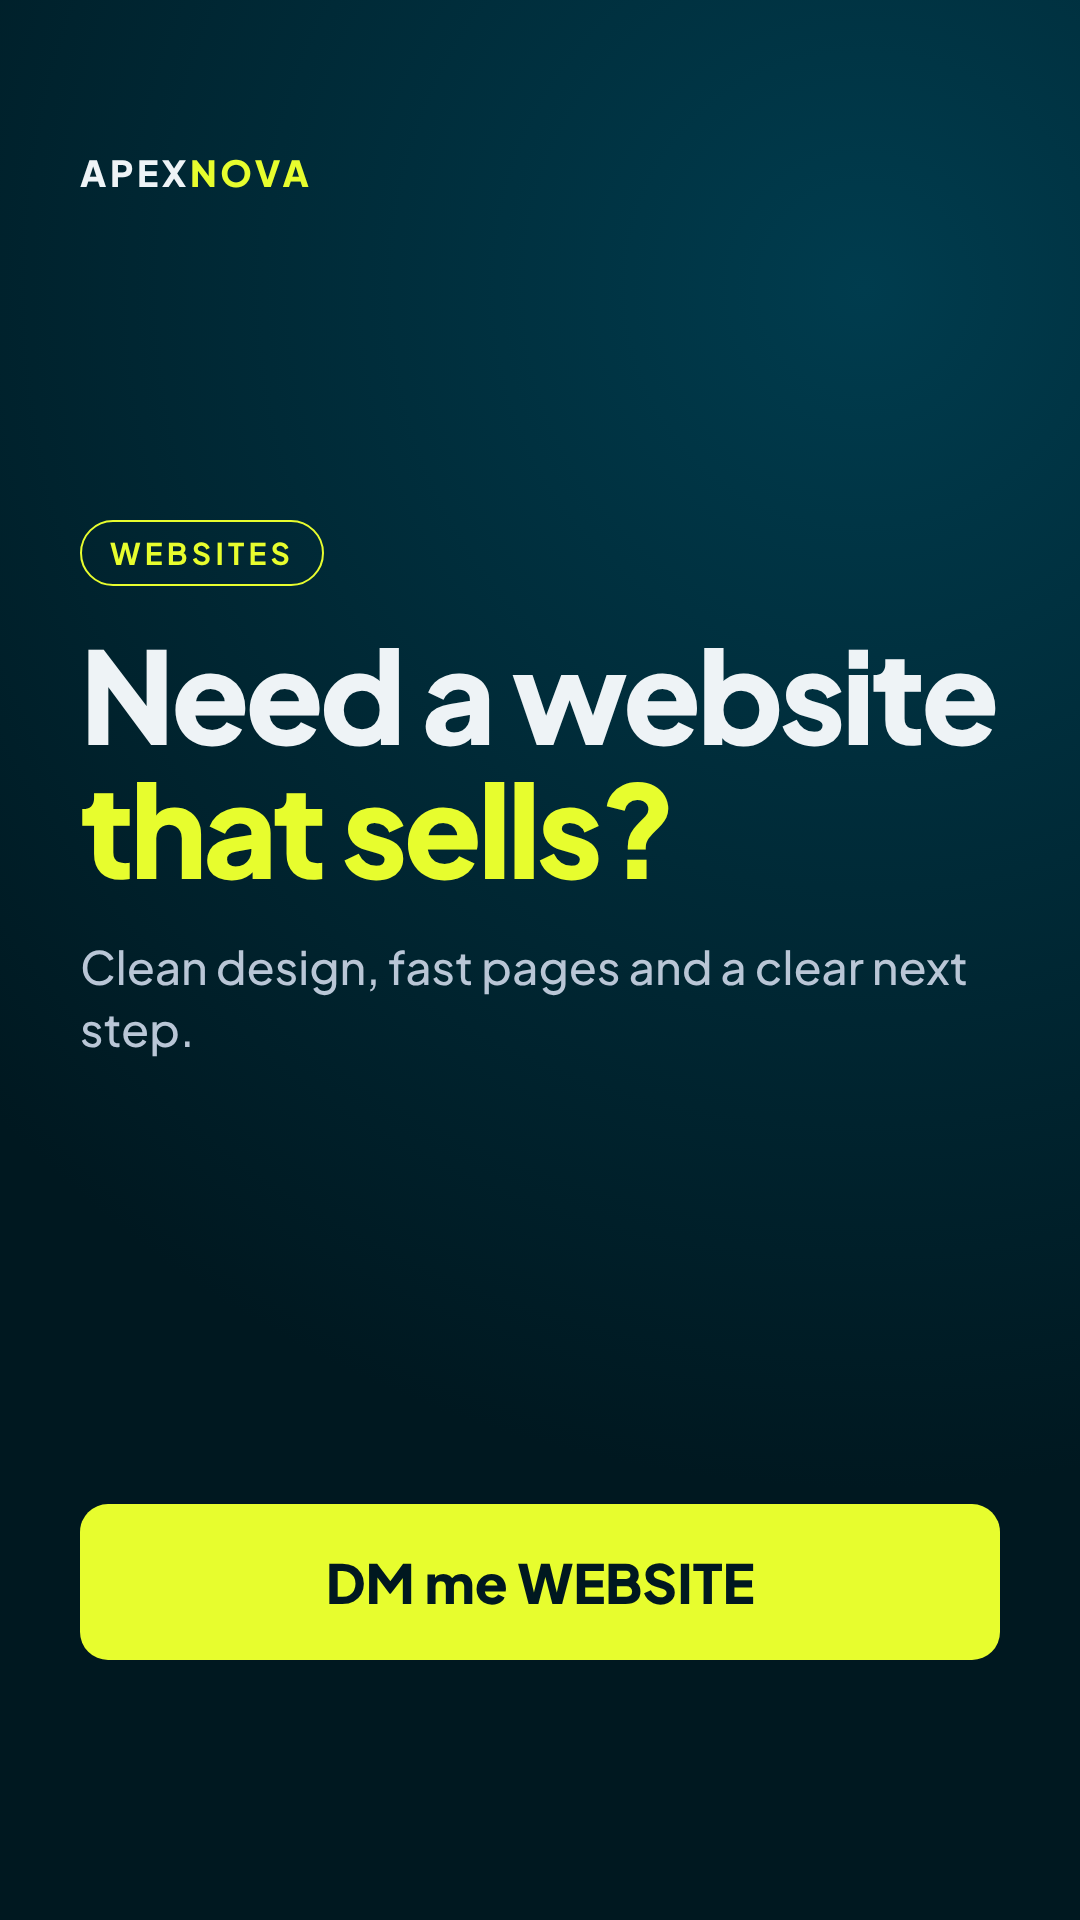 APEXNOVA
WEBSITES
Need a website
that sells?
Clean design, fast pages and a clear next
step.
DM me WEBSITE